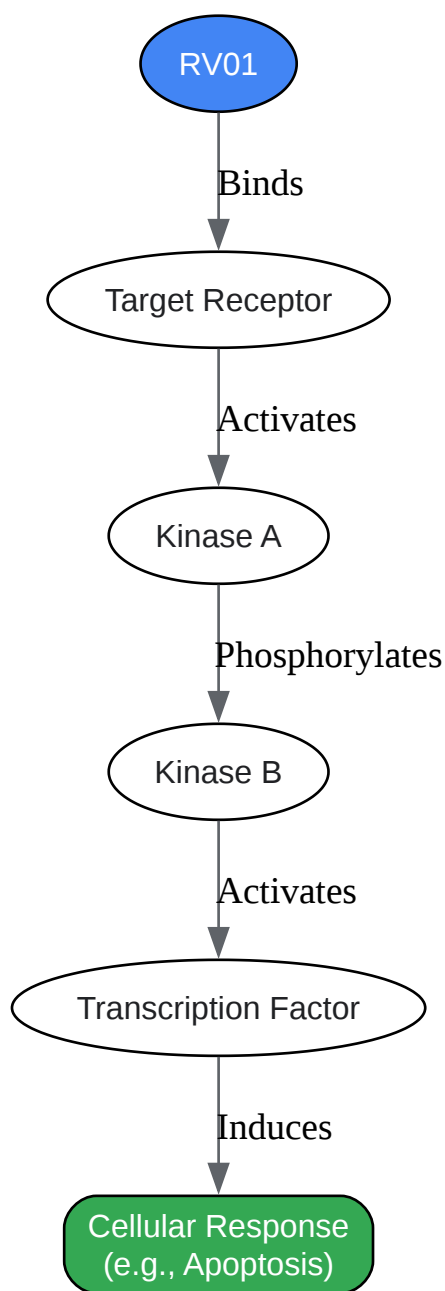 RV01
Binds
Target Receptor
Activates
Kinase A
Phosphorylates
Kinase B
Activates
Transcription Factor
Induces
Cellular Response
(e.g., Apoptosis)